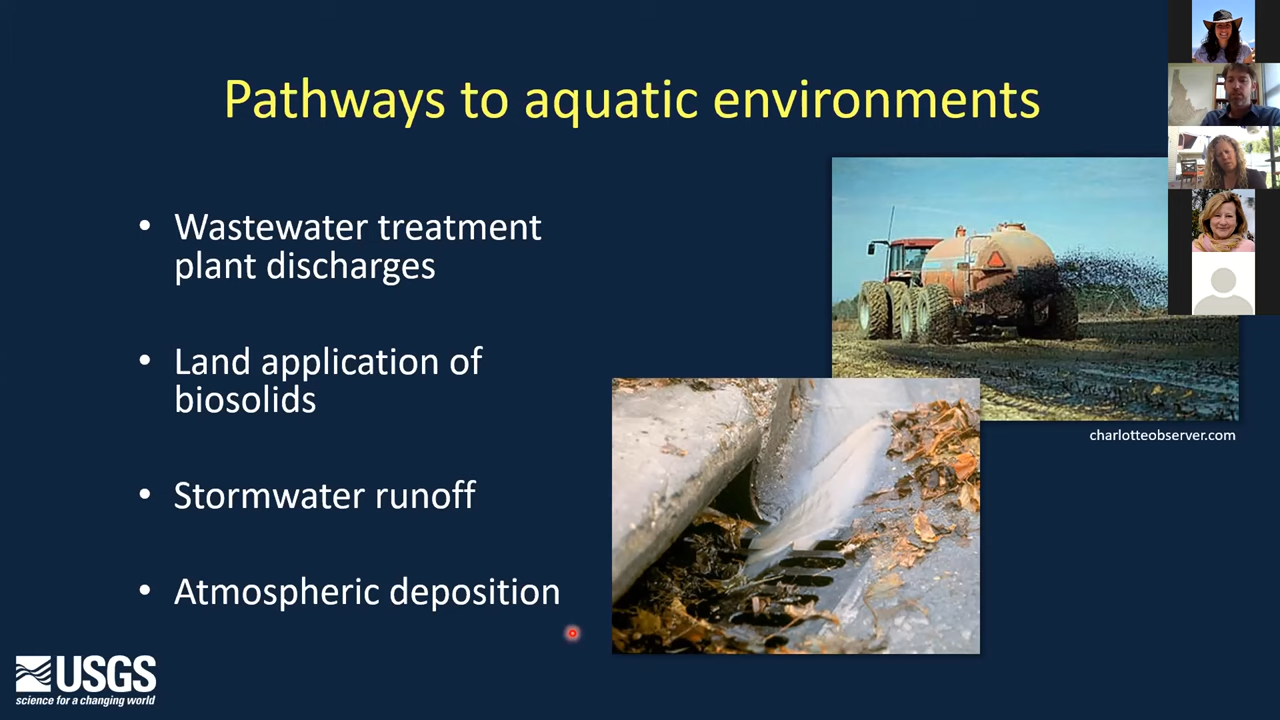 Pathways to aquatic environments
• Wastewater treatment
plant discharges
• Land application of
biosolids
• Stormwater runoff
• Atmospheric deposition
charlotteobserver.com
USGS
science for a changing world